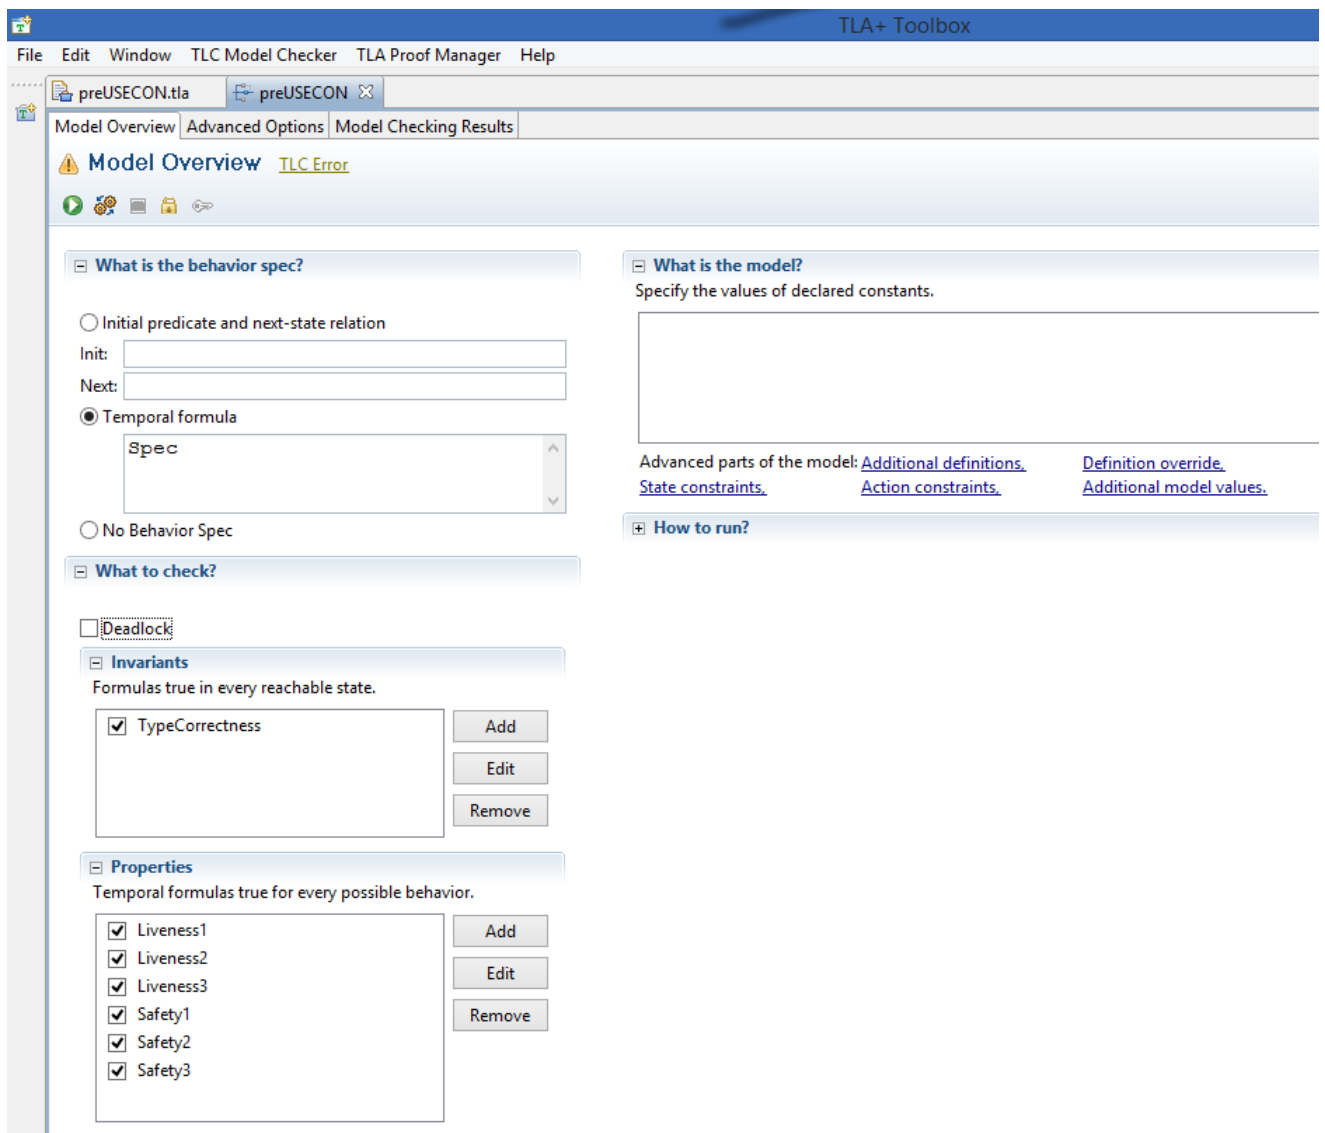 TLA+ Toolbox
File Edit Window TLC Model Checker TLA Proof Manager Help
preUSECON.tla preUSECON
Model Overview Advanced Options Model Checking Results
Model Overview TLC Error
What is the behavior spec?
Initial predicate and next-state relation
Init:
Next:
Temporal formula
Spec
No Behavior Spec
What to check?
Deadlock
Invariants
Formulas true in every reachable state.
TypeCorrectness
Add
Edit
Remove
Properties
Temporal formulas true for every possible behavior.
Liveness1
Liveness2
Liveness3
Safety1
Safety2
Safety3
Add
Edit
Remove
What is the model?
Specify the values of declared constants.
Advanced parts of the model: Additional definitions, Definition override,
State constraints, Action constraints, Additional model values.
How to run?